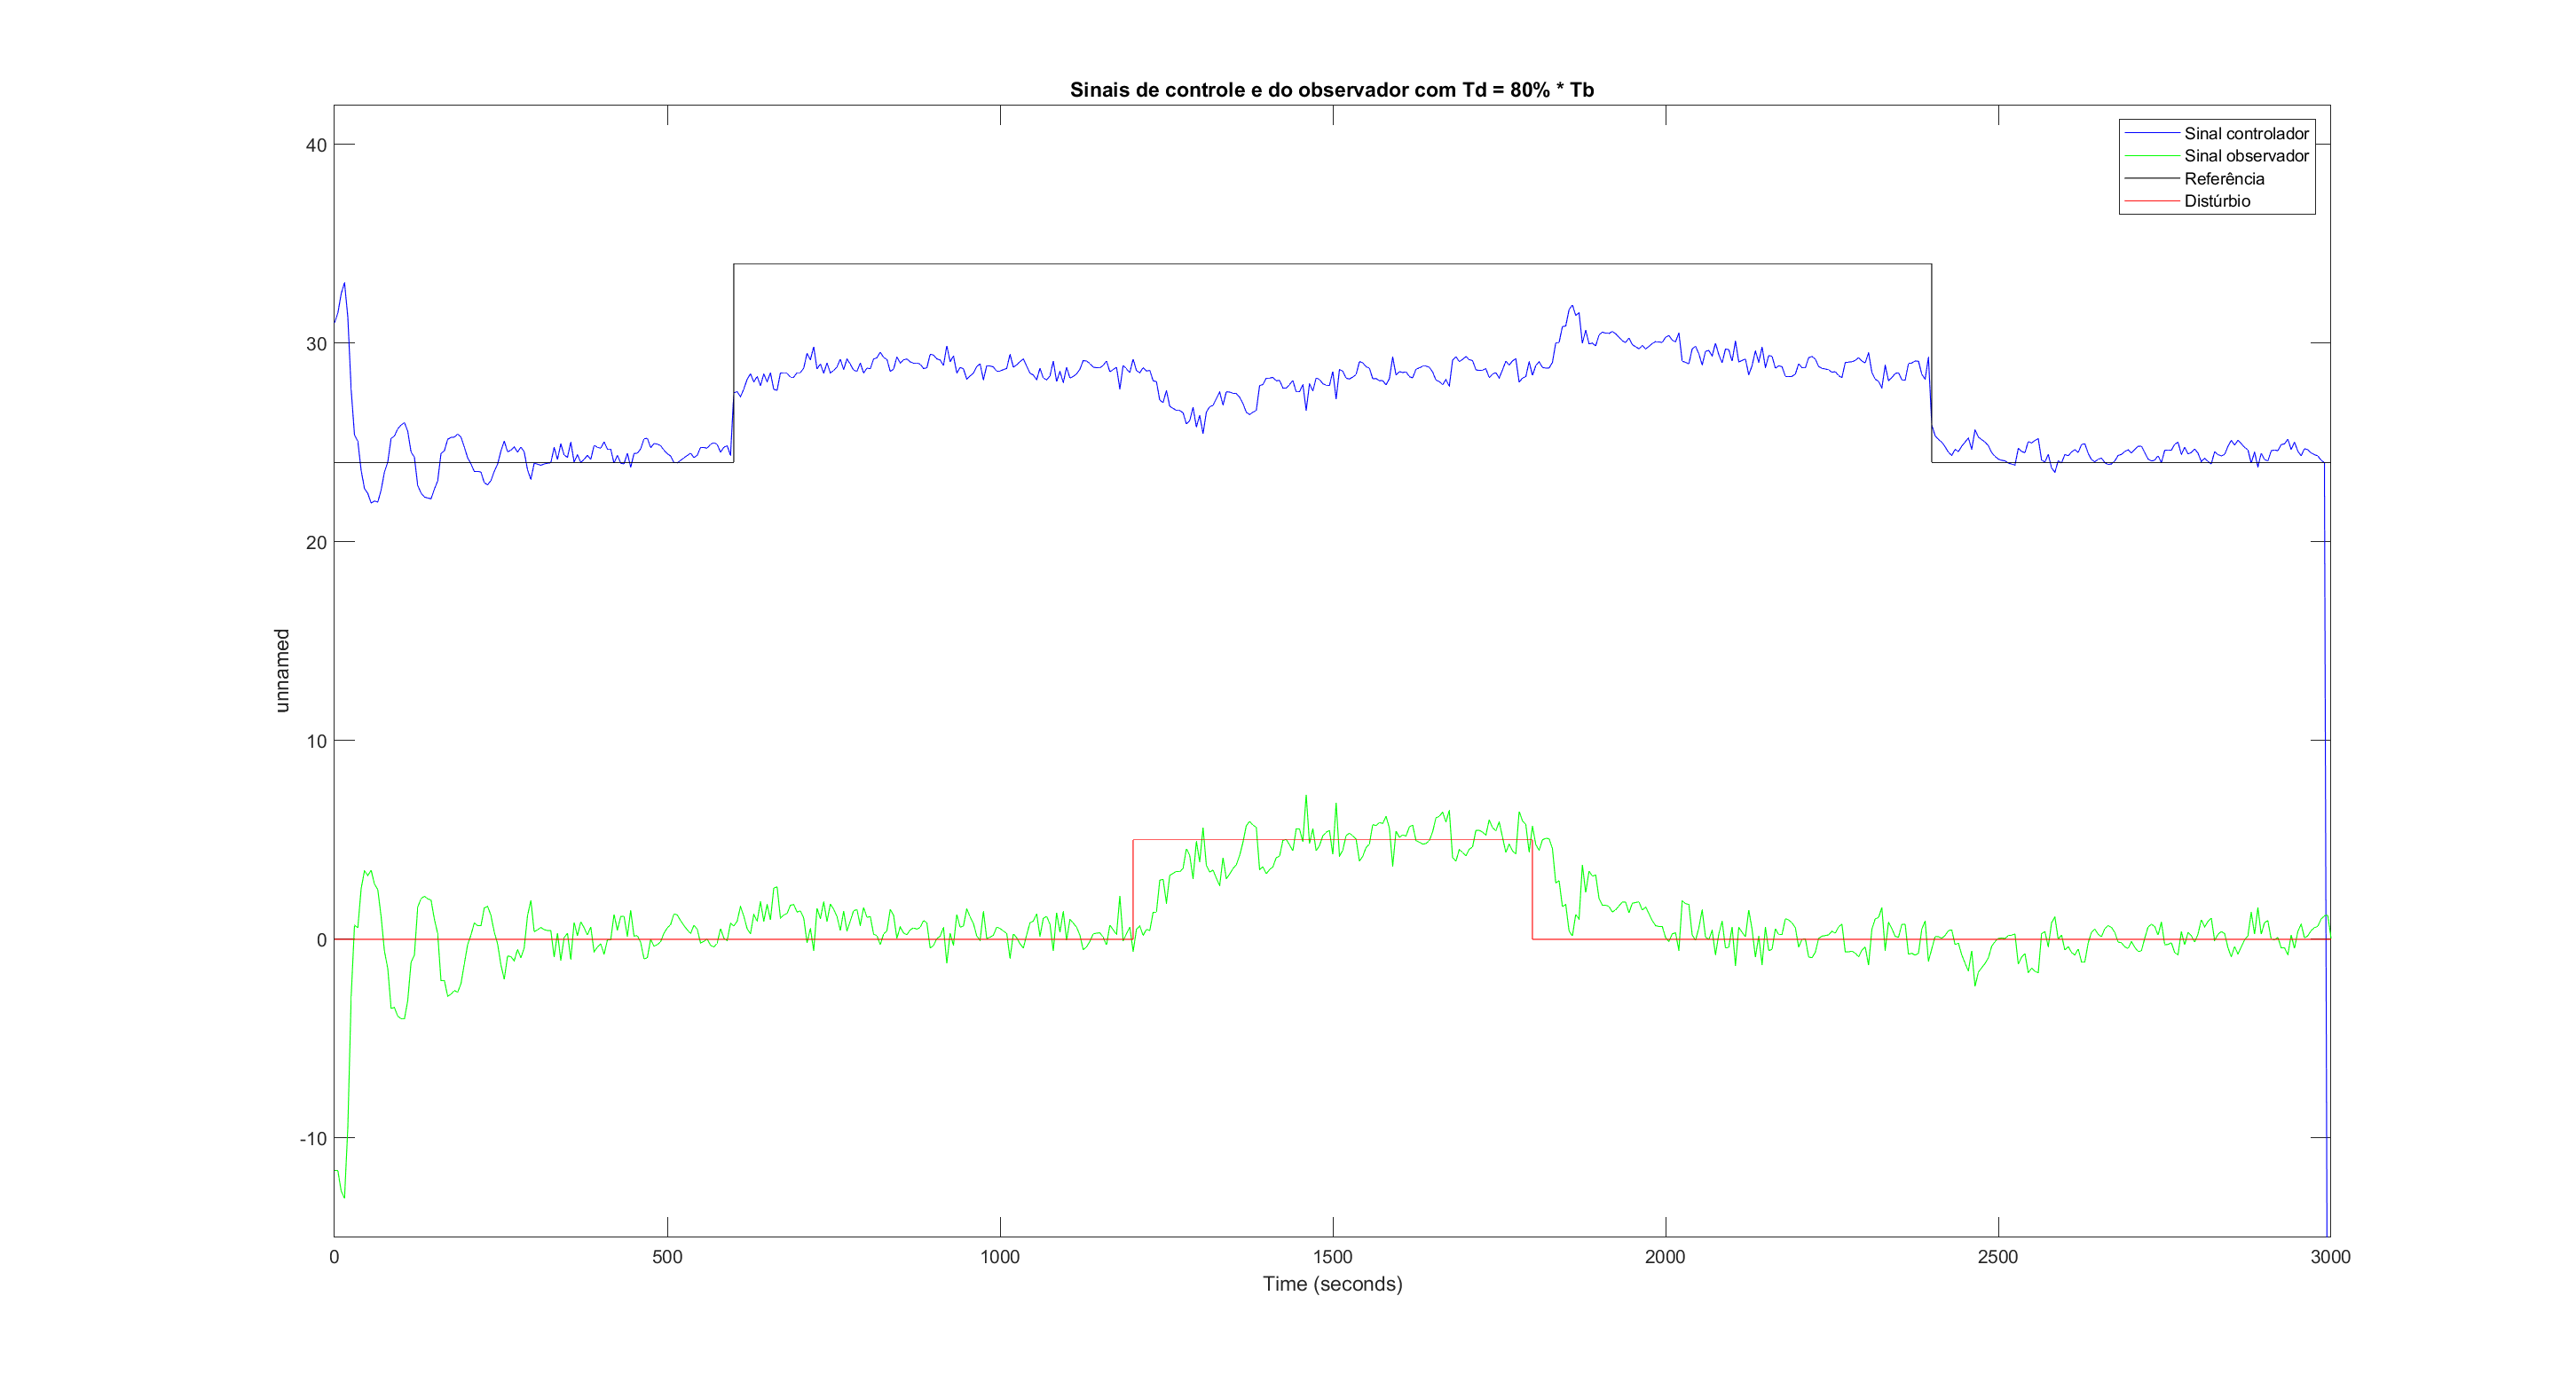 Sinais de controle e do observador com Td = 80% * Tb
Sinal controlador
Sinal observador
Referência
Distúrbio
40
30
20
10
0
-10
unnamed
0 500 1000 1500 2000 2500 3000
Time (seconds)